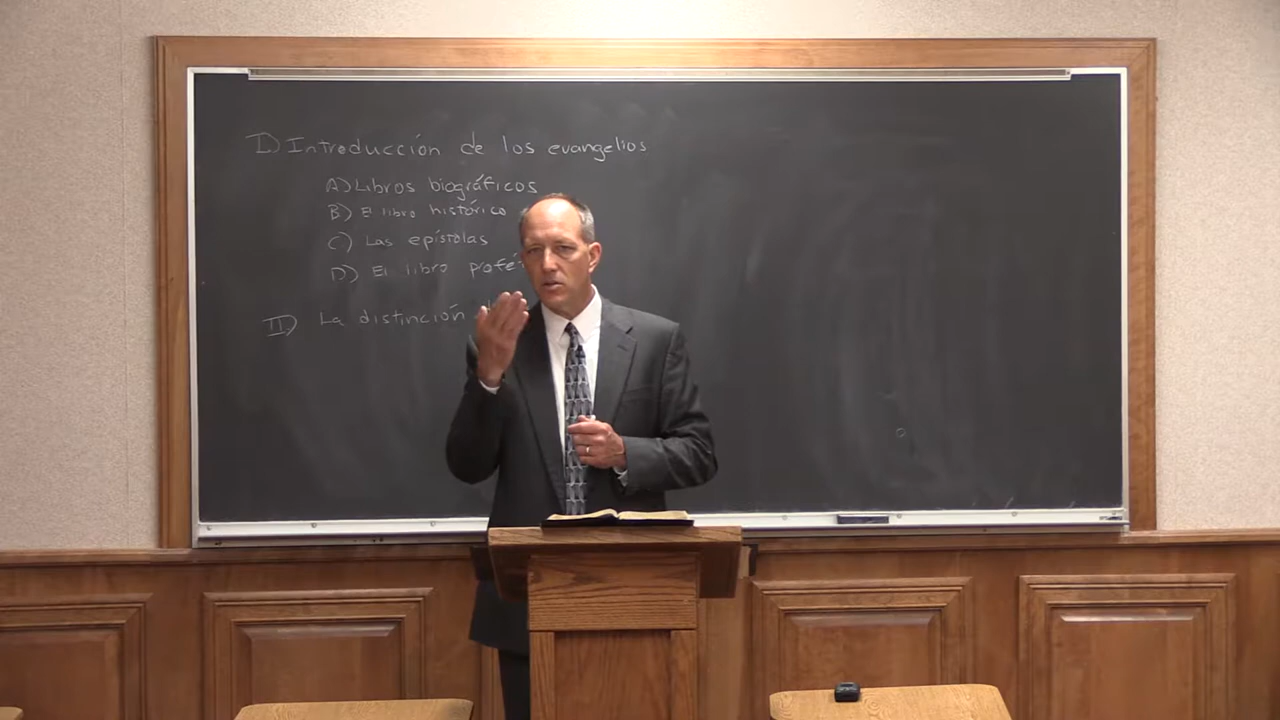 I.) Introducción de los evangelios
A) Libros biográficos
B) El libro histórico
C) Las epístolas
D) El libro
II.) La distinción